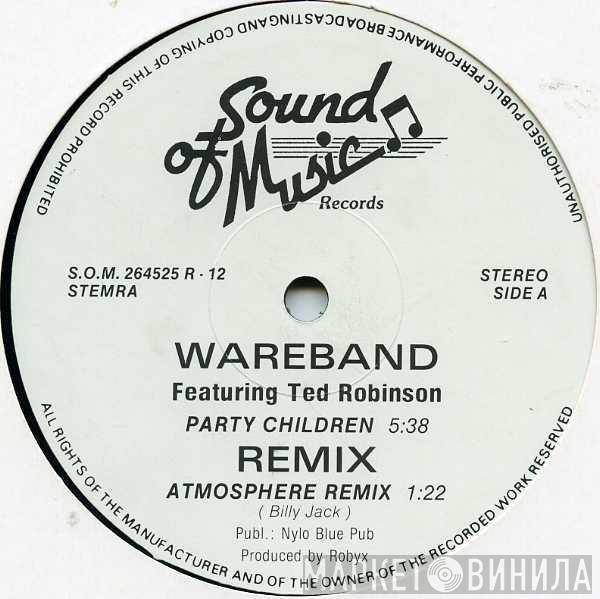 UNAUTHORISED PUBLIC PERFORMANCE BROADCASTING AND COPYING OF THIS RECORD PROHIBITED
Sound
of Music
Records
S.O.M. 264525 R - 12
STEMRA
STEREO
SIDE A
WAREBAND
Featuring Ted Robinson
PARTY CHILDREN 5:38
REMIX
ATMOSPHERE REMIX 1:22
( Billy Jack )
Publ.: Nylo Blue Pub
Produced by Robyx
ALL RIGHTS OF THE MANUFACTURER AND OF THE OWNER OF THE RECORDED WORK RESERVED
МАРКЕТ ВИНИЛА